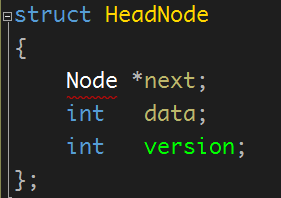 struct HeadNode
{
    Node *next;
    int   data;
    int   version;
};